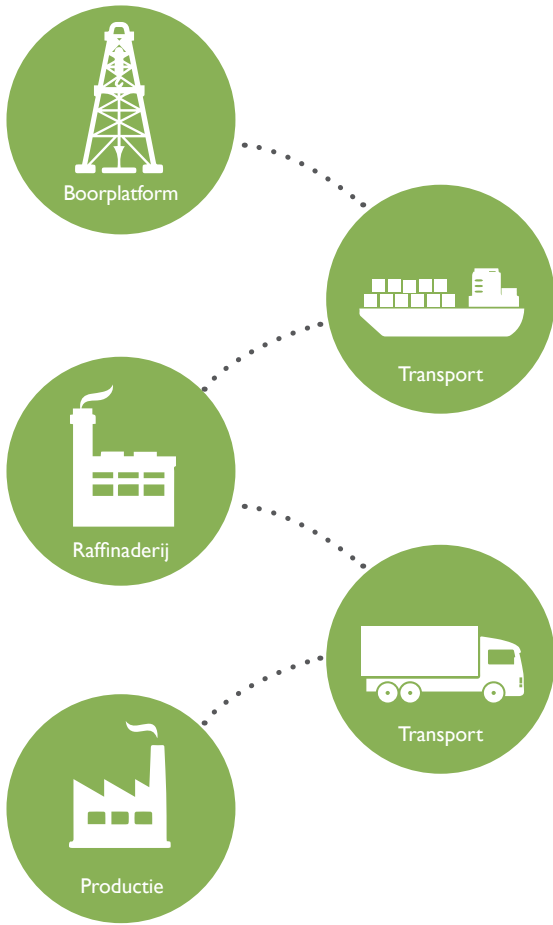 Boorplatform
Transport
Raffinaderij
Transport
Productie